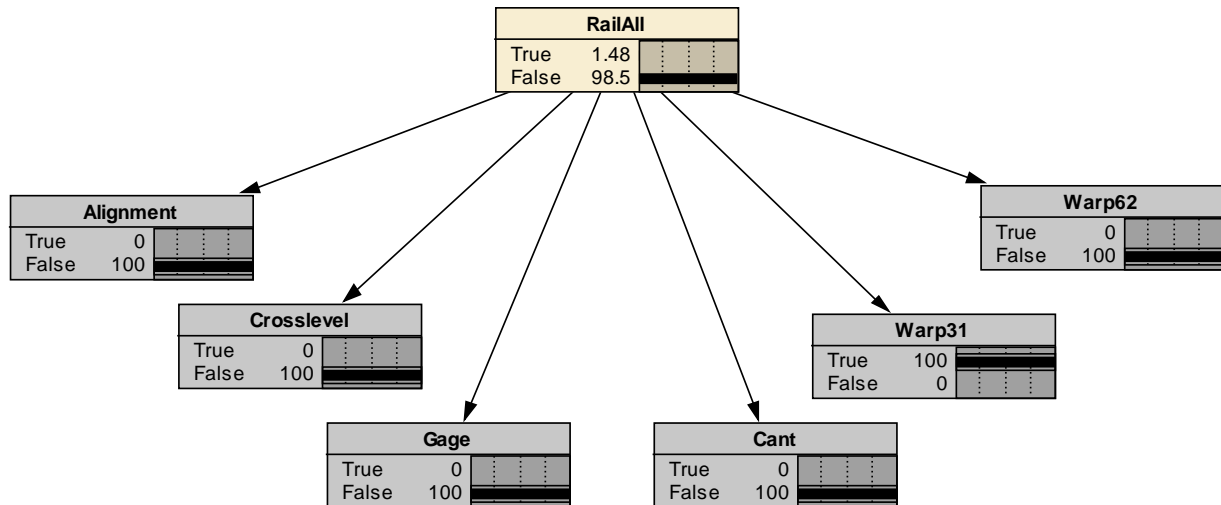 RailAll
True 1.48
False 98.5
Alignment
True 0
False 100
Warp62
True 0
False 100
Crosslevel
True 0
False 100
Warp31
True 100
False 0
Gage
True 0
False 100
Cant
True 0
False 100